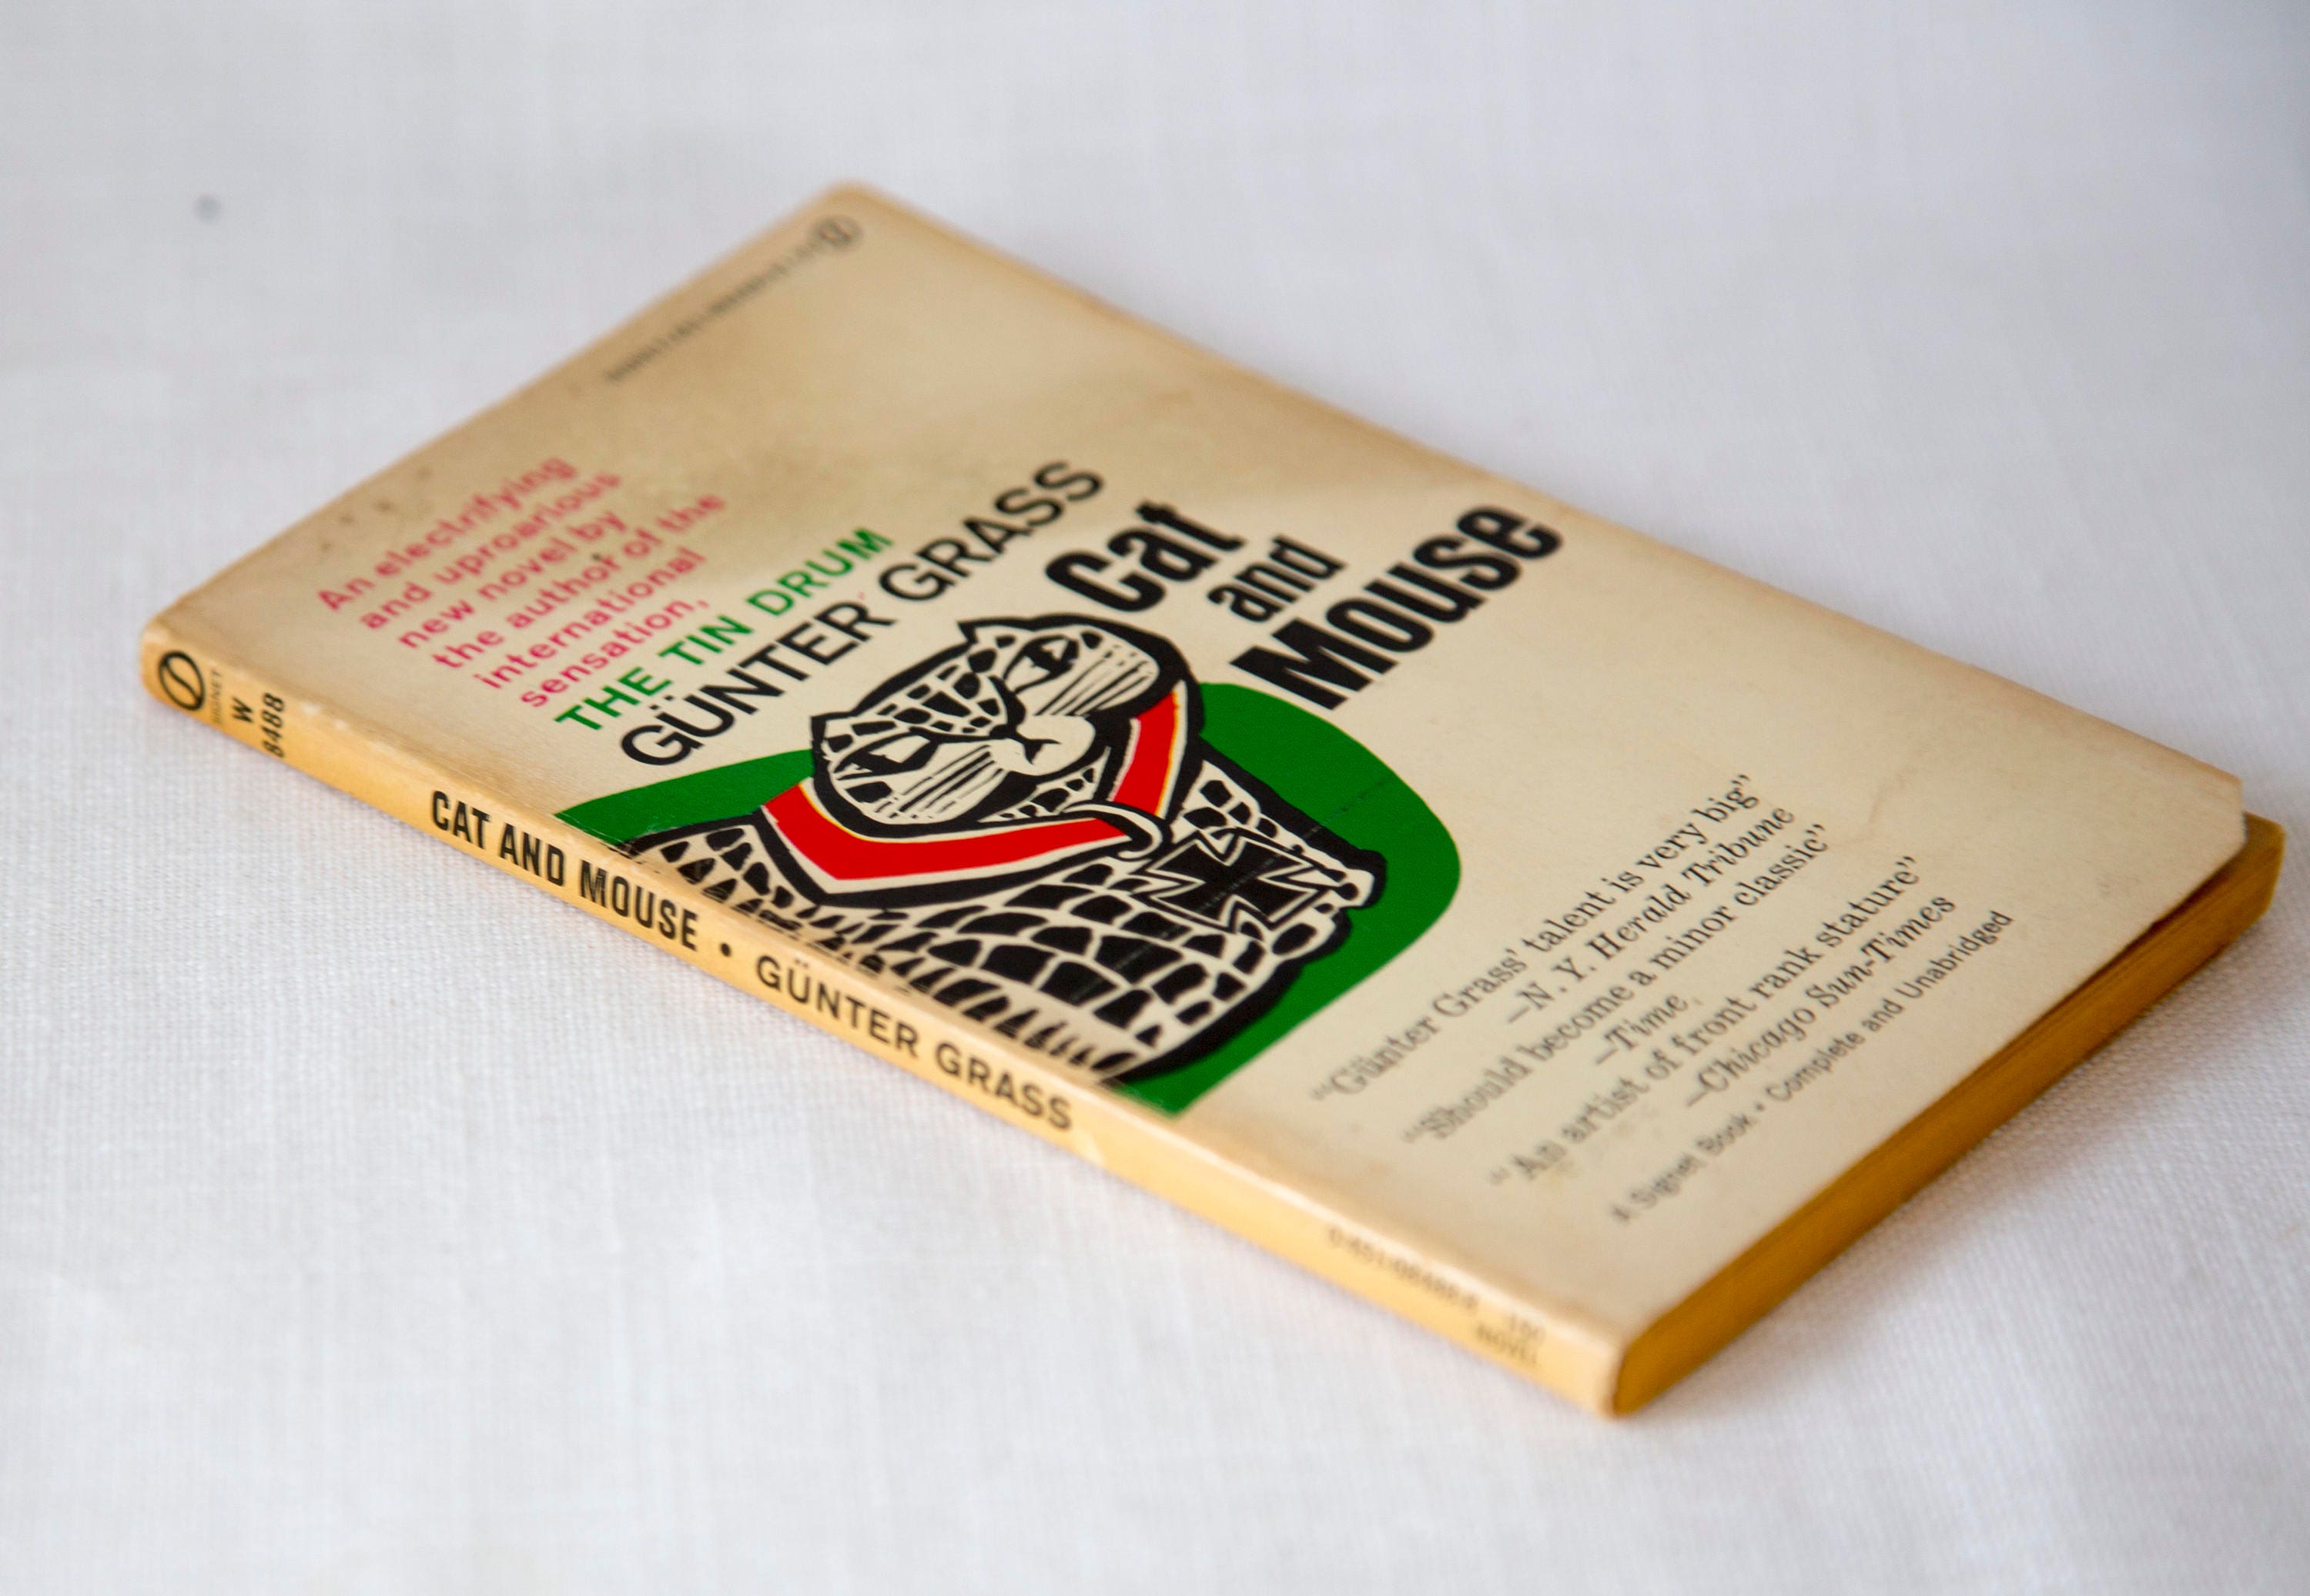 An electrifying
and uproarious
new novel by
the author of the
international
sensation,
THE TIN DRUM
GÜNTER GRASS
Cat
and
Mouse
“Günter Grass’ talent is very big”
—N. Y. Herald Tribune
“Should become a minor classic”
—Time,
“An artist of front rank stature”
—Chicago Sun-Times
A Signet Book • Complete and Unabridged
SIGNET
W
8488
CAT AND MOUSE • GÜNTER GRASS
NOVEL